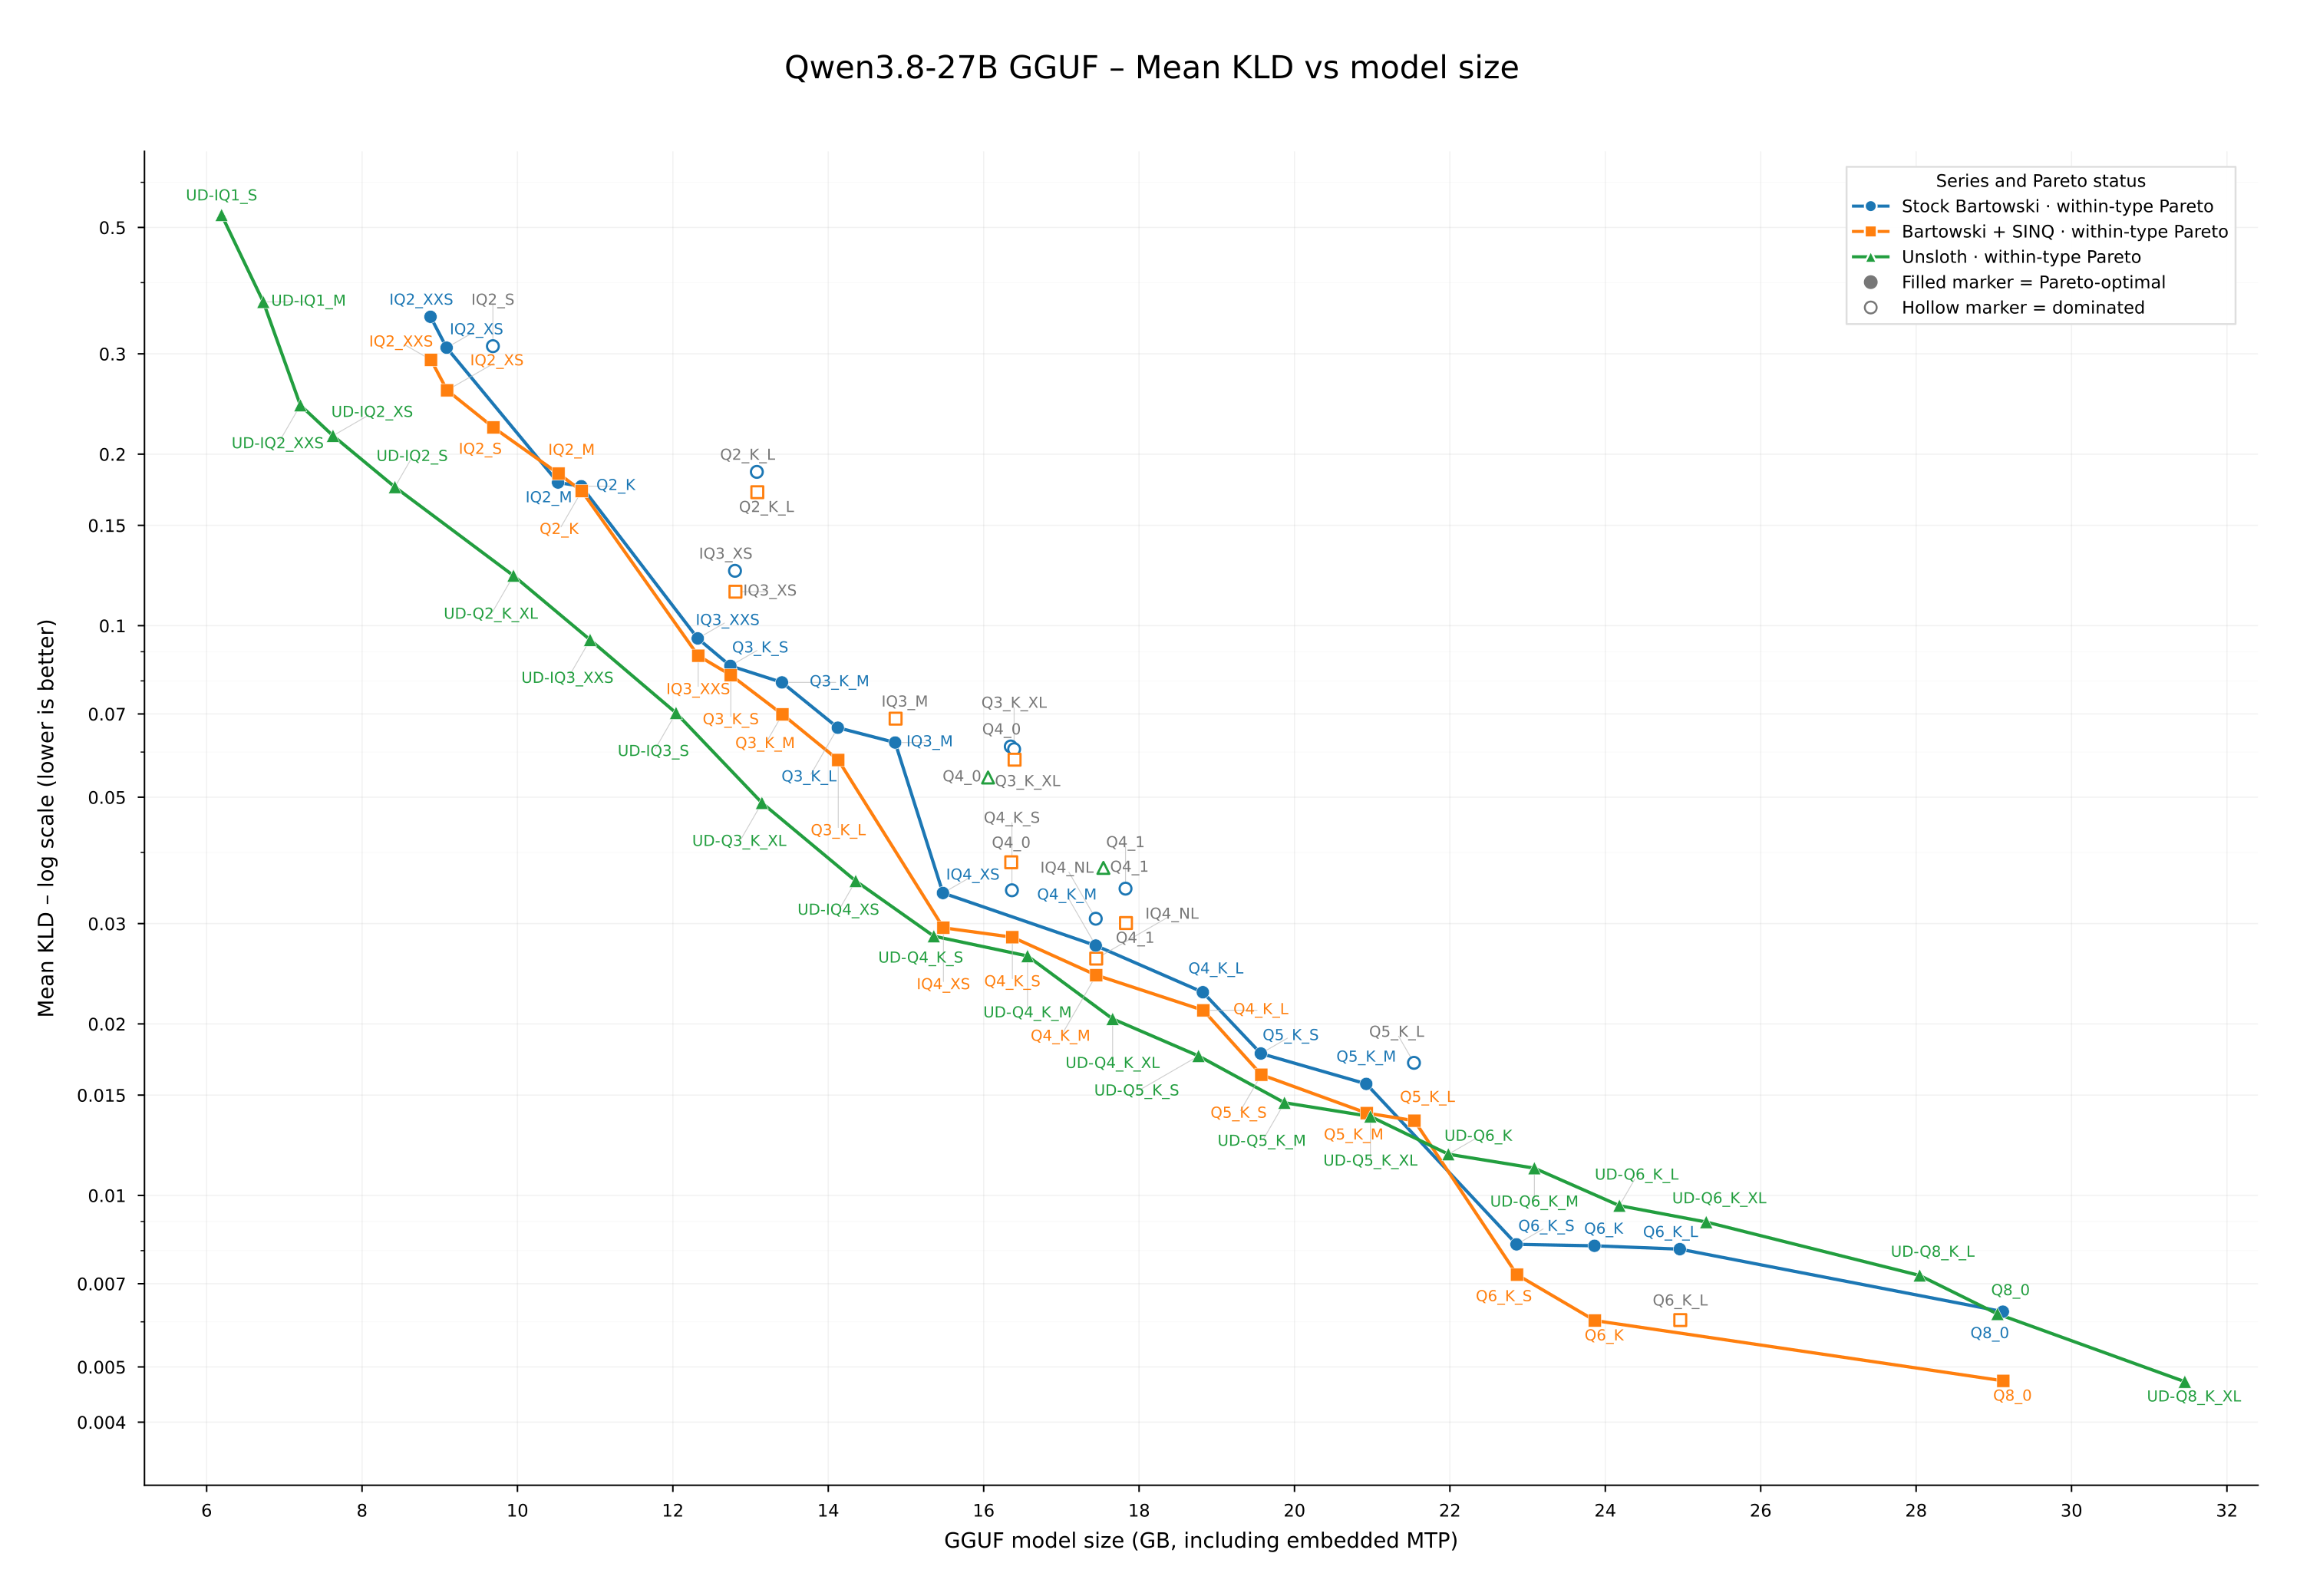 Qwen3.8-27B GGUF – Mean KLD vs model size
Series and Pareto status
Stock Bartowski · within-type Pareto
Bartowski + SINQ · within-type Pareto
Unsloth · within-type Pareto
Filled marker = Pareto-optimal
Hollow marker = dominated
Mean KLD – log scale (lower is better)
0.5
0.3
0.2
0.15
0.1
0.07
0.05
0.03
0.02
0.015
0.01
0.007
0.005
0.004
UD-IQ1_S
UD-IQ1_M
IQ2_XXS
IQ2_S
IQ2_XS
IQ2_XXS
IQ2_XS
UD-IQ2_XS
UD-IQ2_XXS
IQ2_S
IQ2_M
UD-IQ2_S
Q2_K_L
Q2_K
IQ2_M
Q2_K_L
Q2_K
IQ3_XS
IQ3_XS
UD-Q2_K_XL
IQ3_XXS
Q3_K_S
UD-IQ3_XXS
Q3_K_M
IQ3_XXS
IQ3_M
Q3_K_XL
Q3_K_S
Q4_0
Q3_K_M
IQ3_M
UD-IQ3_S
Q3_K_L
Q4_0
Q3_K_XL
Q4_K_S
Q3_K_L
UD-Q3_K_XL
Q4_0
Q4_1
IQ4_NL
Q4_1
IQ4_XS
Q4_K_M
UD-IQ4_XS
IQ4_NL
Q4_1
UD-Q4_K_S
Q4_K_L
IQ4_XS
Q4_K_S
UD-Q4_K_M
Q4_K_L
Q4_K_M
Q5_K_S
Q5_K_L
UD-Q4_K_XL
Q5_K_M
UD-Q5_K_S
Q5_K_L
Q5_K_S
UD-Q5_K_M
Q5_K_M
UD-Q6_K
UD-Q5_K_XL
UD-Q6_K_L
UD-Q6_K_M
UD-Q6_K_XL
Q6_K_S
Q6_K
Q6_K_L
UD-Q8_K_L
Q6_K_S
Q6_K_L
Q8_0
Q6_K
Q8_0
Q8_0
UD-Q8_K_XL
6 8 10 12 14 16 18 20 22 24 26 28 30 32
GGUF model size (GB, including embedded MTP)